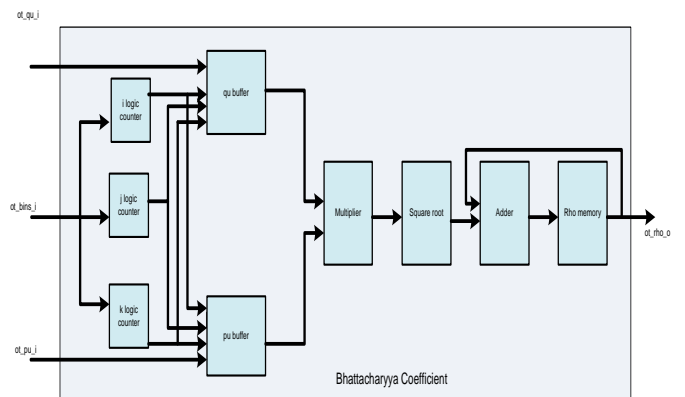 ot_qu_i
i logic
counter
qu buffer
j logic
counter
ot_bins_i
Multiplier
Square root
Adder
Rho memory
ot_rho_o
k logic
counter
pu buffer
ot_pu_i
Bhattacharyya Coefficient